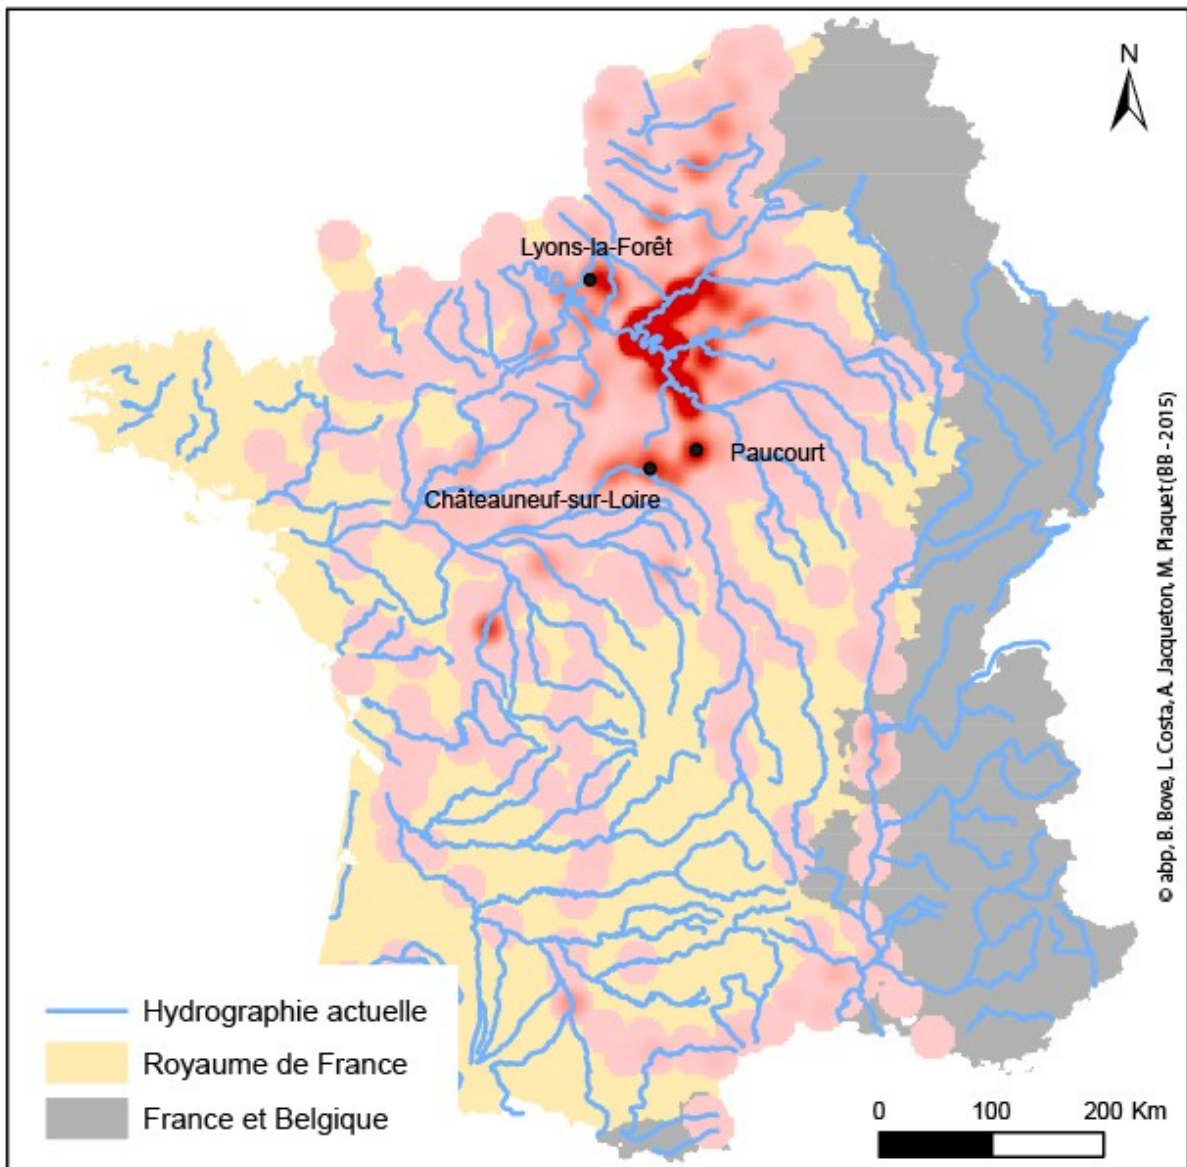 N
Lyons-la-Forêt
Paucourt
Châteauneuf-sur-Loire
© abp, B. Bove, L. Costa, A. Jacqueton, M. Plaquet (BB - 2015)
Hydrographie actuelle
Royaume de France
France et Belgique
0 100 200 Km